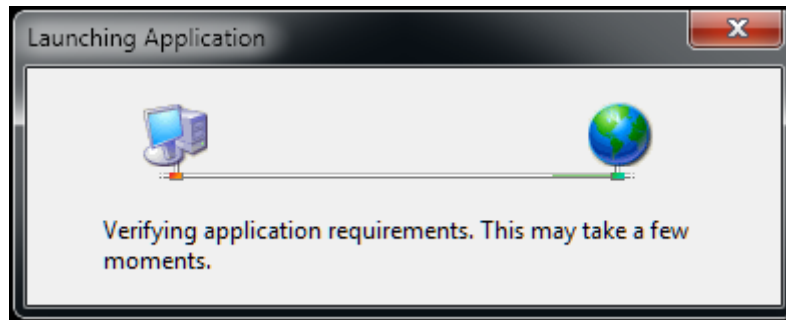 Launching Application
Verifying application requirements. This may take a few
moments.